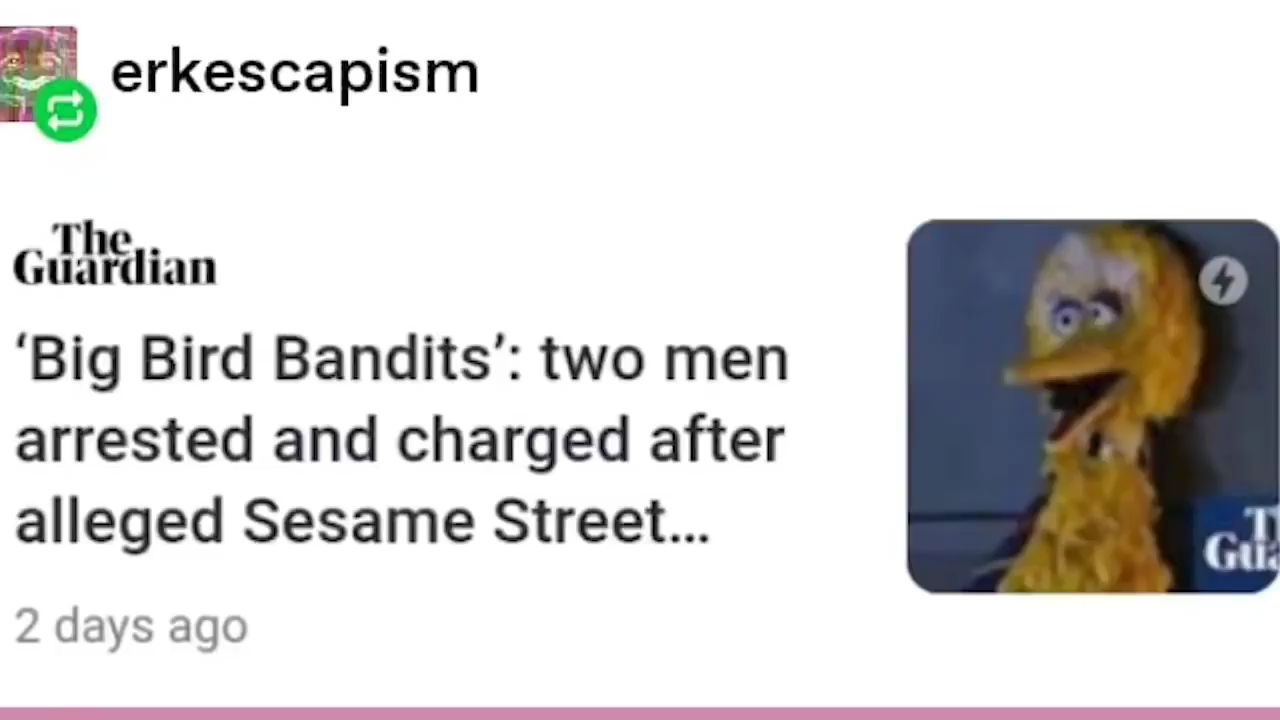 erkescapism
The
Guardian
‘Big Bird Bandits’: two men
arrested and charged after
alleged Sesame Street...
2 days ago